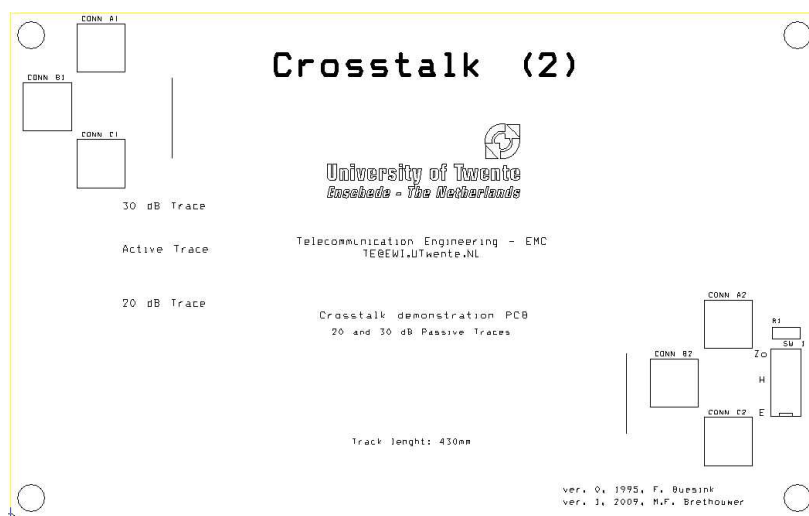 CONN A1
Crosstalk (2)
CONN B1
CONN C1
University of Twente
Enschede - The Netherlands
30 dB Trace
Active Trace
Telecommunication Engineering - EMC
TE@EWI.UTwente.NL
20 dB Trace
Crosstalk demonstration PCB
20 and 30 dB Passive Traces
CONN A2
R1
SW 1
CONN B2
Zo
H
CONN C2
E
Track lenght: 430mm
ver. 0, 1995, F. Buesink
ver. 1, 2009, M.F. Brethouwer